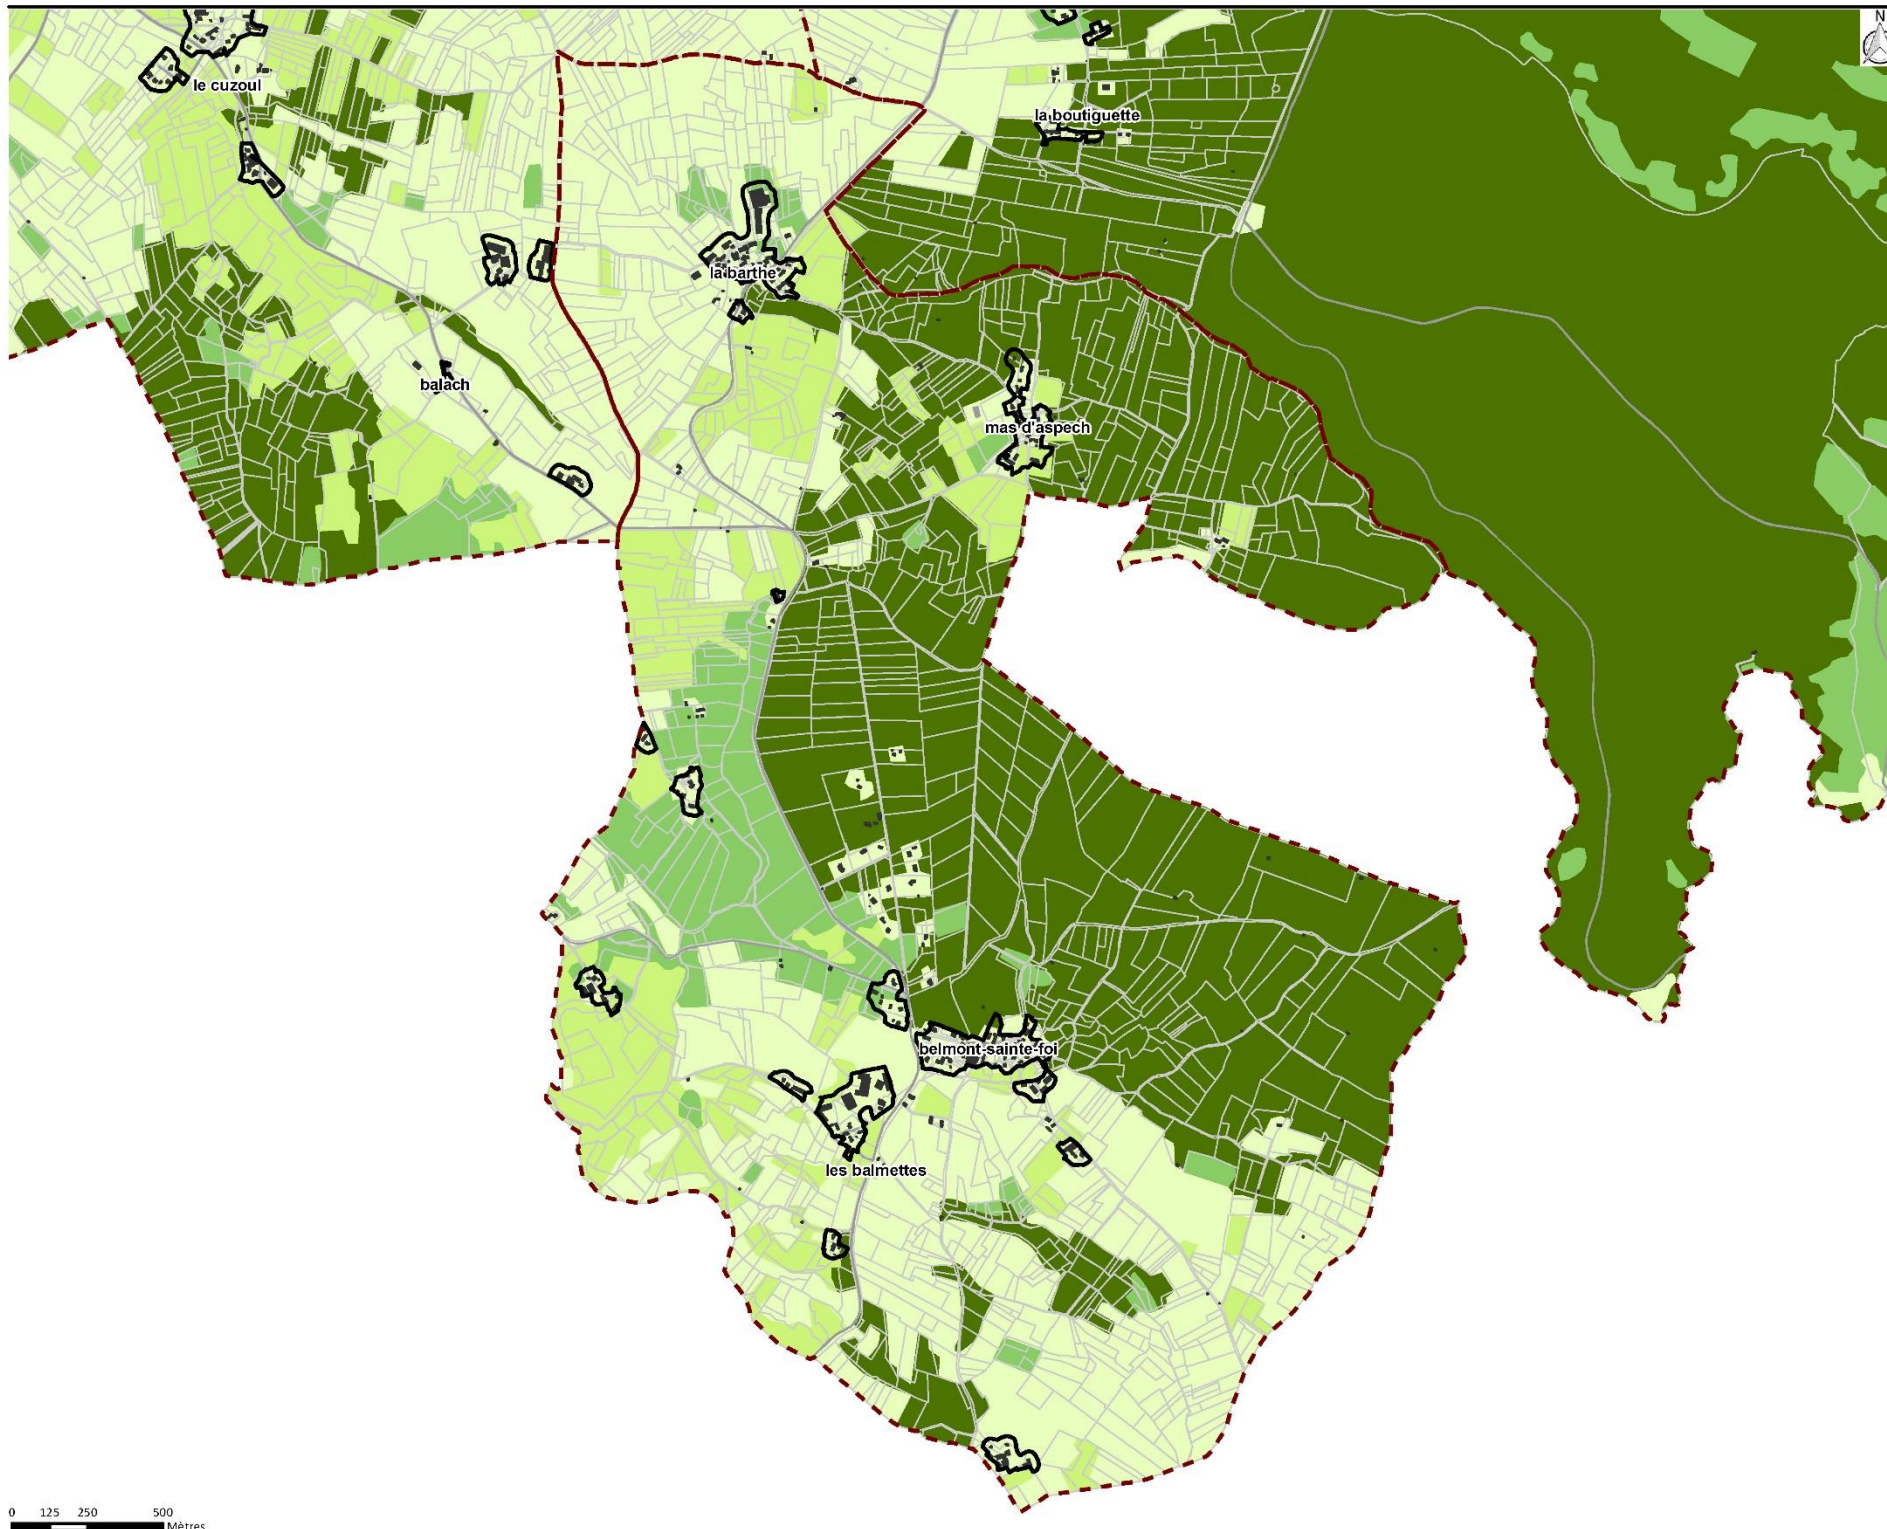 N
le cuzoul
la boutiguette
la barthe
balach
mas d'aspech
belmont-sainte-foi
les balmettes
0 125 250 500
Mètres